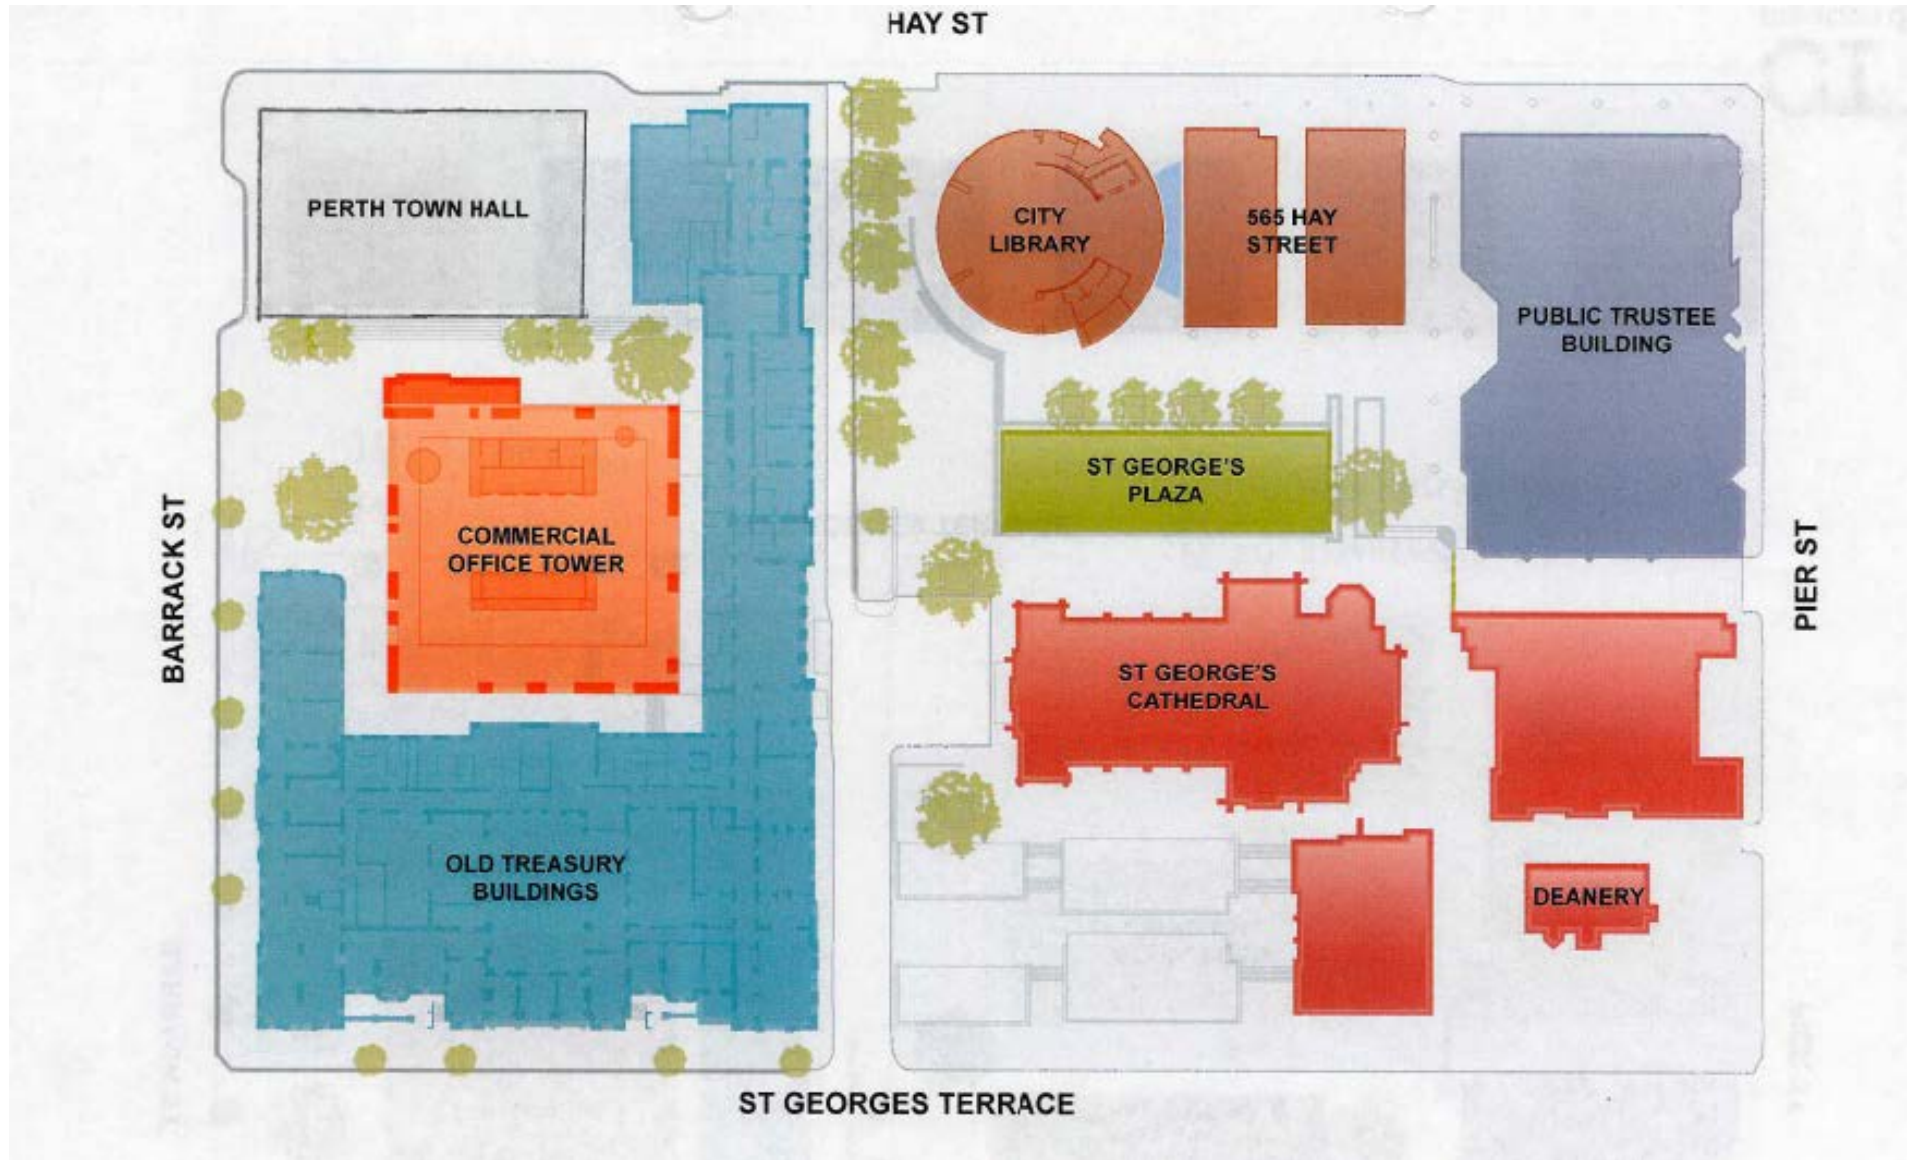 HAY ST
PERTH TOWN HALL
CITY
LIBRARY
565 HAY
STREET
PUBLIC TRUSTEE
BUILDING
ST GEORGE'S
PLAZA
COMMERCIAL
OFFICE TOWER
BARRACK ST
PIER ST
ST GEORGE'S
CATHEDRAL
OLD TREASURY
BUILDINGS
DEANERY
ST GEORGES TERRACE